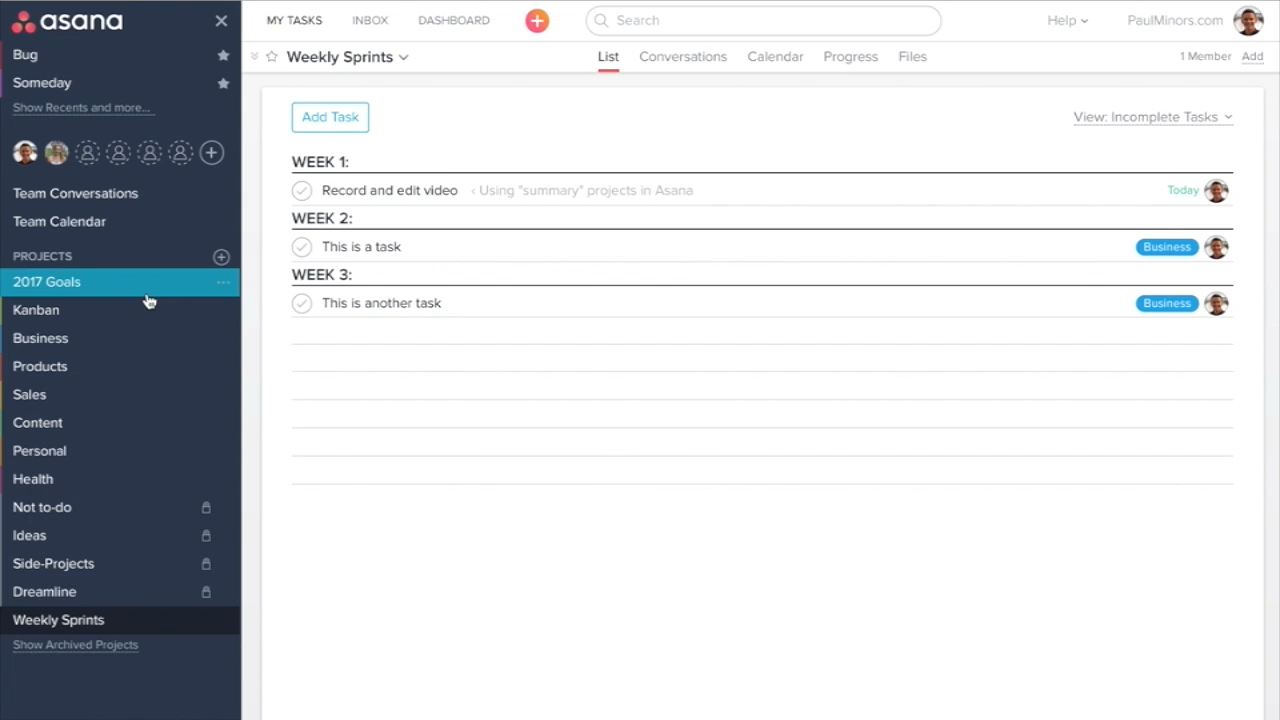 asana
Bug
Someday
Show Recents and more...
Team Conversations
Team Calendar
PROJECTS
2017 Goals
Kanban
Business
Products
Sales
Content
Personal
Health
Not to-do
Ideas
Side-Projects
Dreamline
Weekly Sprints
Show Archived Projects
MY TASKS INBOX DASHBOARD Search Help PaulMinors.com
Weekly Sprints List Conversations Calendar Progress Files 1 Member Add
Add Task View: Incomplete Tasks
WEEK 1:
Record and edit video ‹ Using "summary" projects in Asana Today
WEEK 2:
This is a task Business
WEEK 3:
This is another task Business